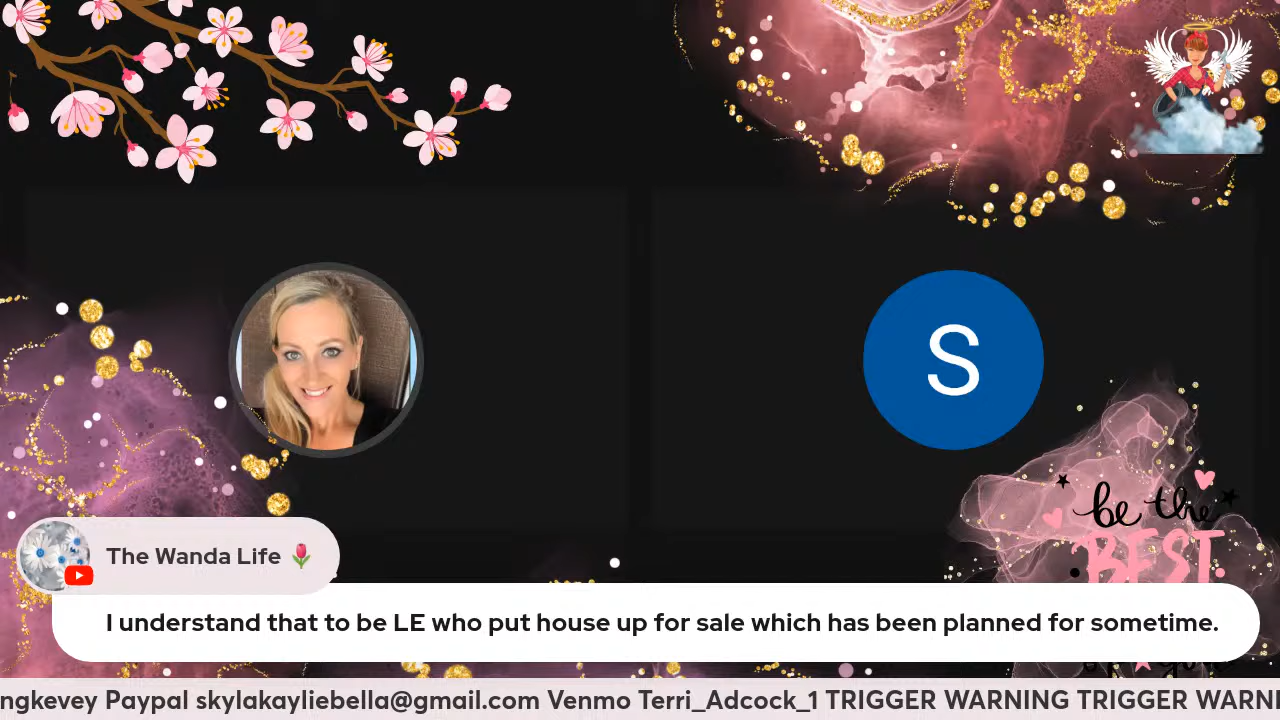 S
be the
BEST
The Wanda Life 🌷
I understand that to be LE who put house up for sale which has been planned for sometime.
ngkevey Paypal skylakayliebella@gmail.com Venmo Terri_Adcock_1 TRIGGER WARNING TRIGGER WARNI